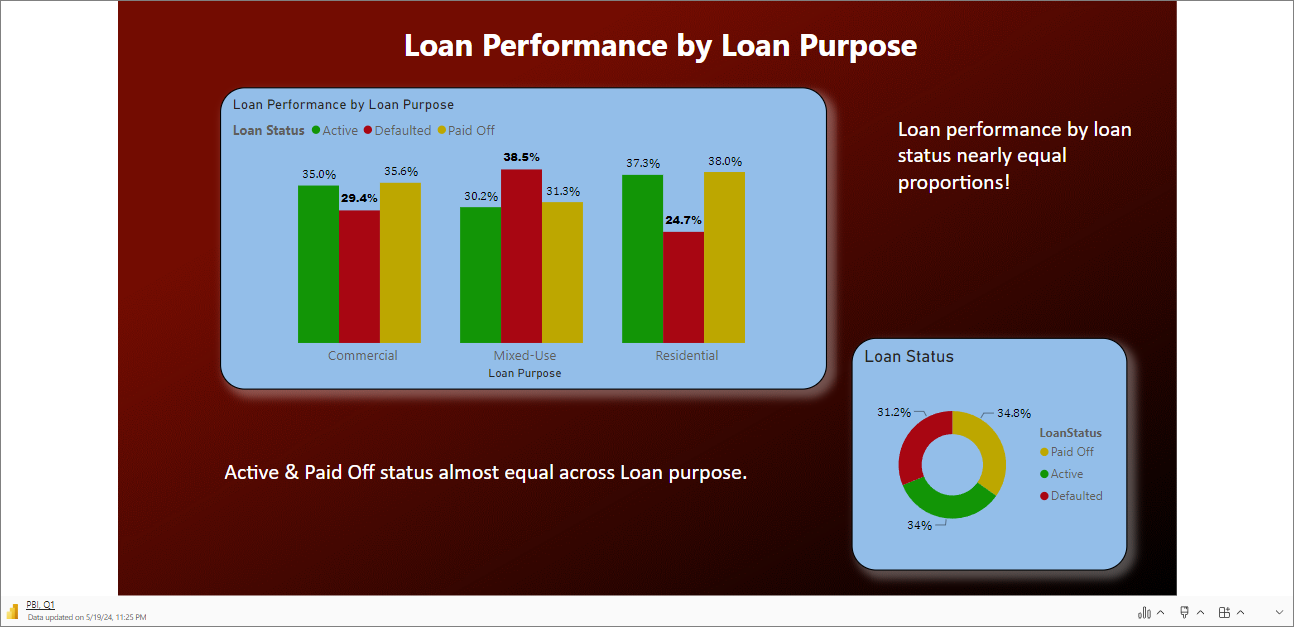 Loan Performance by Loan Purpose
Loan Performance by Loan Purpose
Loan Status Active Defaulted Paid Off
35.0% 29.4% 35.6%
30.2% 38.5% 31.3%
37.3% 24.7% 38.0%
Commercial Mixed-Use Residential
Loan Purpose
Loan performance by loan
status nearly equal
proportions!
Active & Paid Off status almost equal across Loan purpose.
Loan Status
31.2% 34.8%
34%
LoanStatus
Paid Off
Active
Defaulted
PBI, Q1
Data updated on 5/19/24, 11:25 PM